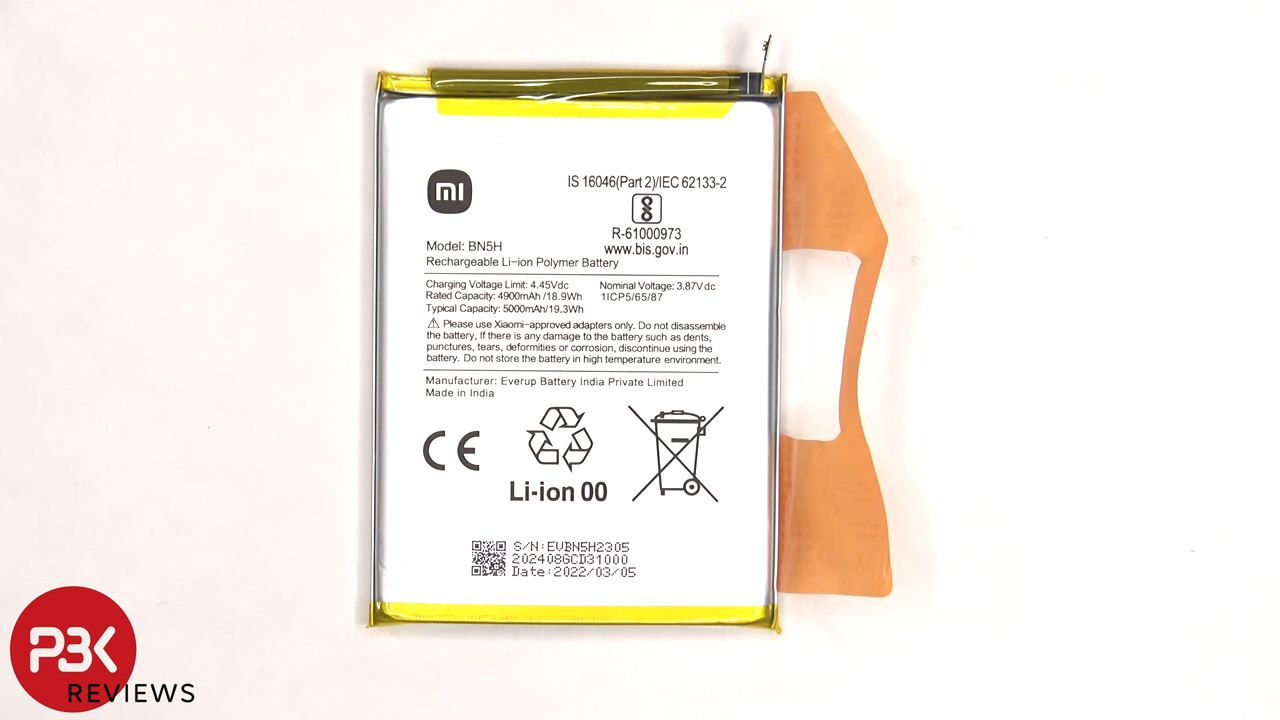 mi
IS 16046(Part 2)/IEC 62133-2
R-61000973
www.bis.gov.in
Model: BN5H
Rechargeable Li-ion Polymer Battery
Charging Voltage Limit: 4.45Vdc
Nominal Voltage: 3.87Vdc
Rated Capacity: 4900mAh/18.9Wh
1ICP5/65/87
Typical Capacity: 5000mAh/19.3Wh
⚠ Please use Xiaomi-approved adapters only. Do not disassemble
the battery, If there is any damage to the battery such as dents,
punctures, tears, deformities or corrosion, discontinue using the
battery. Do not store the battery in high temperature environment.
Manufacturer: Everup Battery India Private Limited
Made in India
CE
Li-ion 00
S/N:EVBN5H2305
202408GCD31000
Date:2022/03/05
PBK
REVIEWS